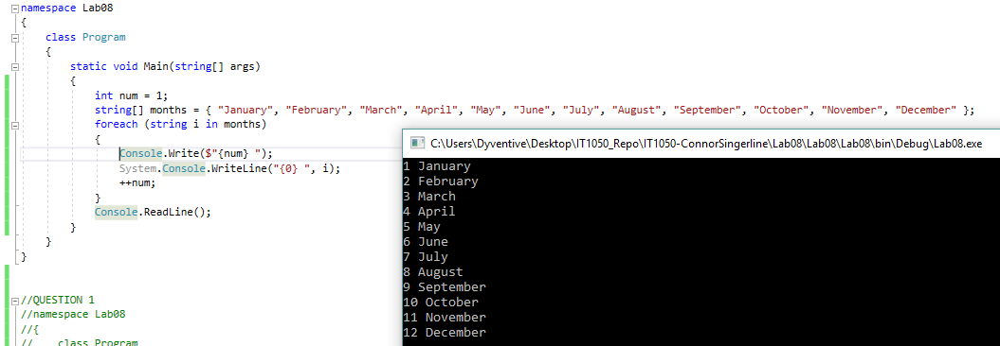 namespace Lab08
{
class Program
{
static void Main(string[] args)
{
int num = 1;
string[] months = { "January", "February", "March", "April", "May", "June", "July", "August", "September", "October", "November", "December" };
foreach (string i in months)
{
Console.Write($"{num} ");
System.Console.WriteLine("{0} ", i);
++num;
}
Console.ReadLine();
}
}
}
//QUESTION 1
//namespace Lab08
//{
//    class Program
C:\Users\Dyventive\Desktop\IT1050_Repo\IT1050-ConnorSingerline\Lab08\Lab08\Lab08\bin\Debug\Lab08.exe
1 January
2 February
3 March
4 April
5 May
6 June
7 July
8 August
9 September
10 October
11 November
12 December